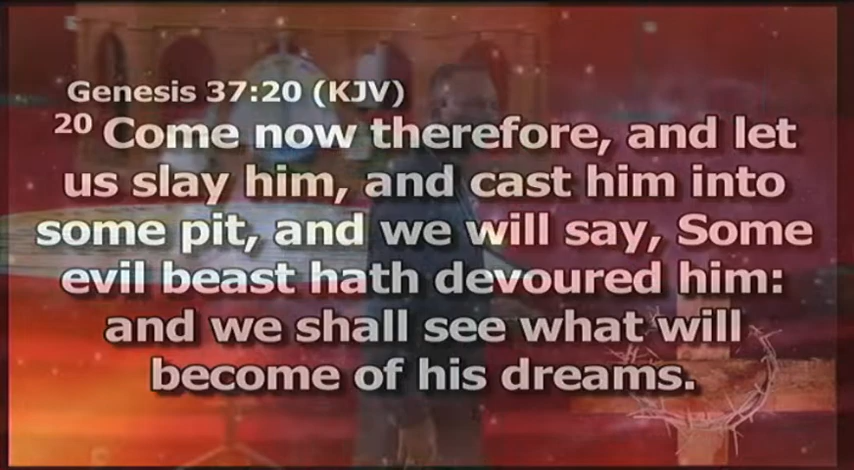 Genesis 37:20 (KJV)
20 Come now therefore, and let
us slay him, and cast him into
some pit, and we will say, Some
evil beast hath devoured him:
and we shall see what will
become of his dreams.